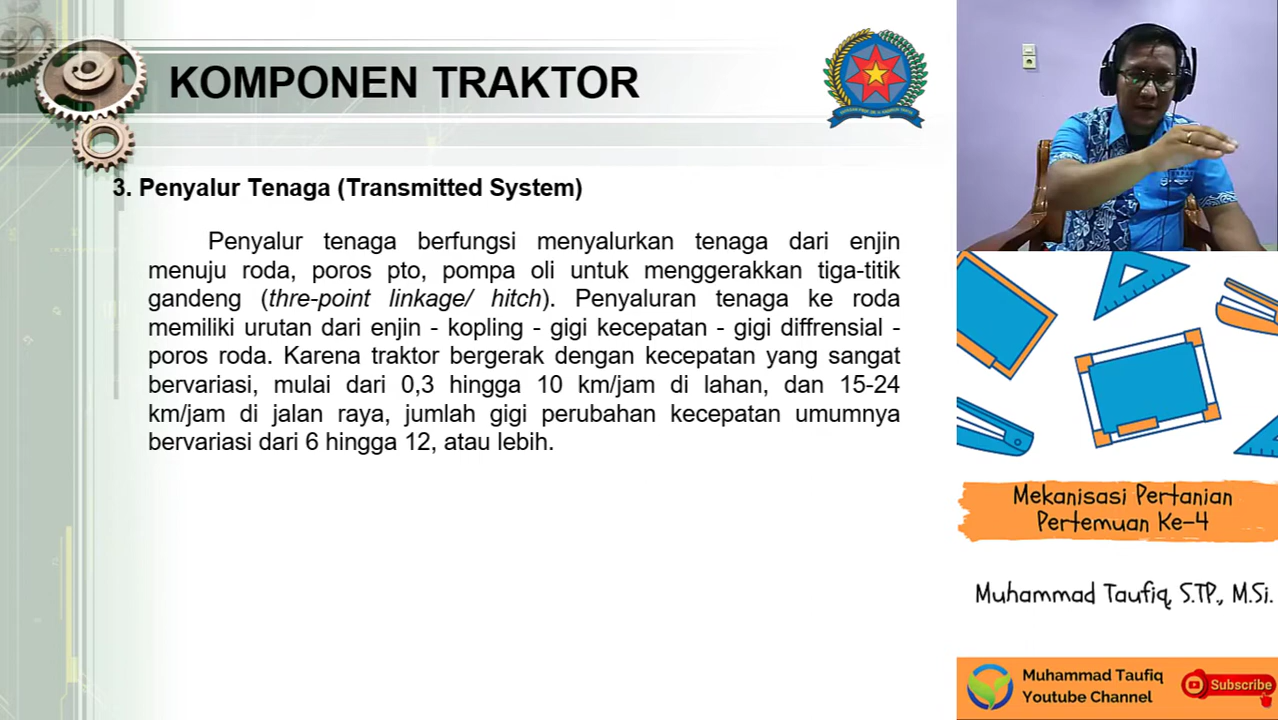 KOMPONEN TRAKTOR
3. Penyalur Tenaga (Transmitted System)
Penyalur tenaga berfungsi menyalurkan tenaga dari enjin
menuju roda, poros pto, pompa oli untuk menggerakkan tiga-titik
gandeng (thre-point linkage/ hitch). Penyaluran tenaga ke roda
memiliki urutan dari enjin - kopling - gigi kecepatan - gigi diffrensial -
poros roda. Karena traktor bergerak dengan kecepatan yang sangat
bervariasi, mulai dari 0,3 hingga 10 km/jam di lahan, dan 15-24
km/jam di jalan raya, jumlah gigi perubahan kecepatan umumnya
bervariasi dari 6 hingga 12, atau lebih.
Mekanisasi Pertanian
Pertemuan Ke-4
Muhammad Taufiq, S.TP., M.Si.
Muhammad Taufiq
Youtube Channel
Subscribe